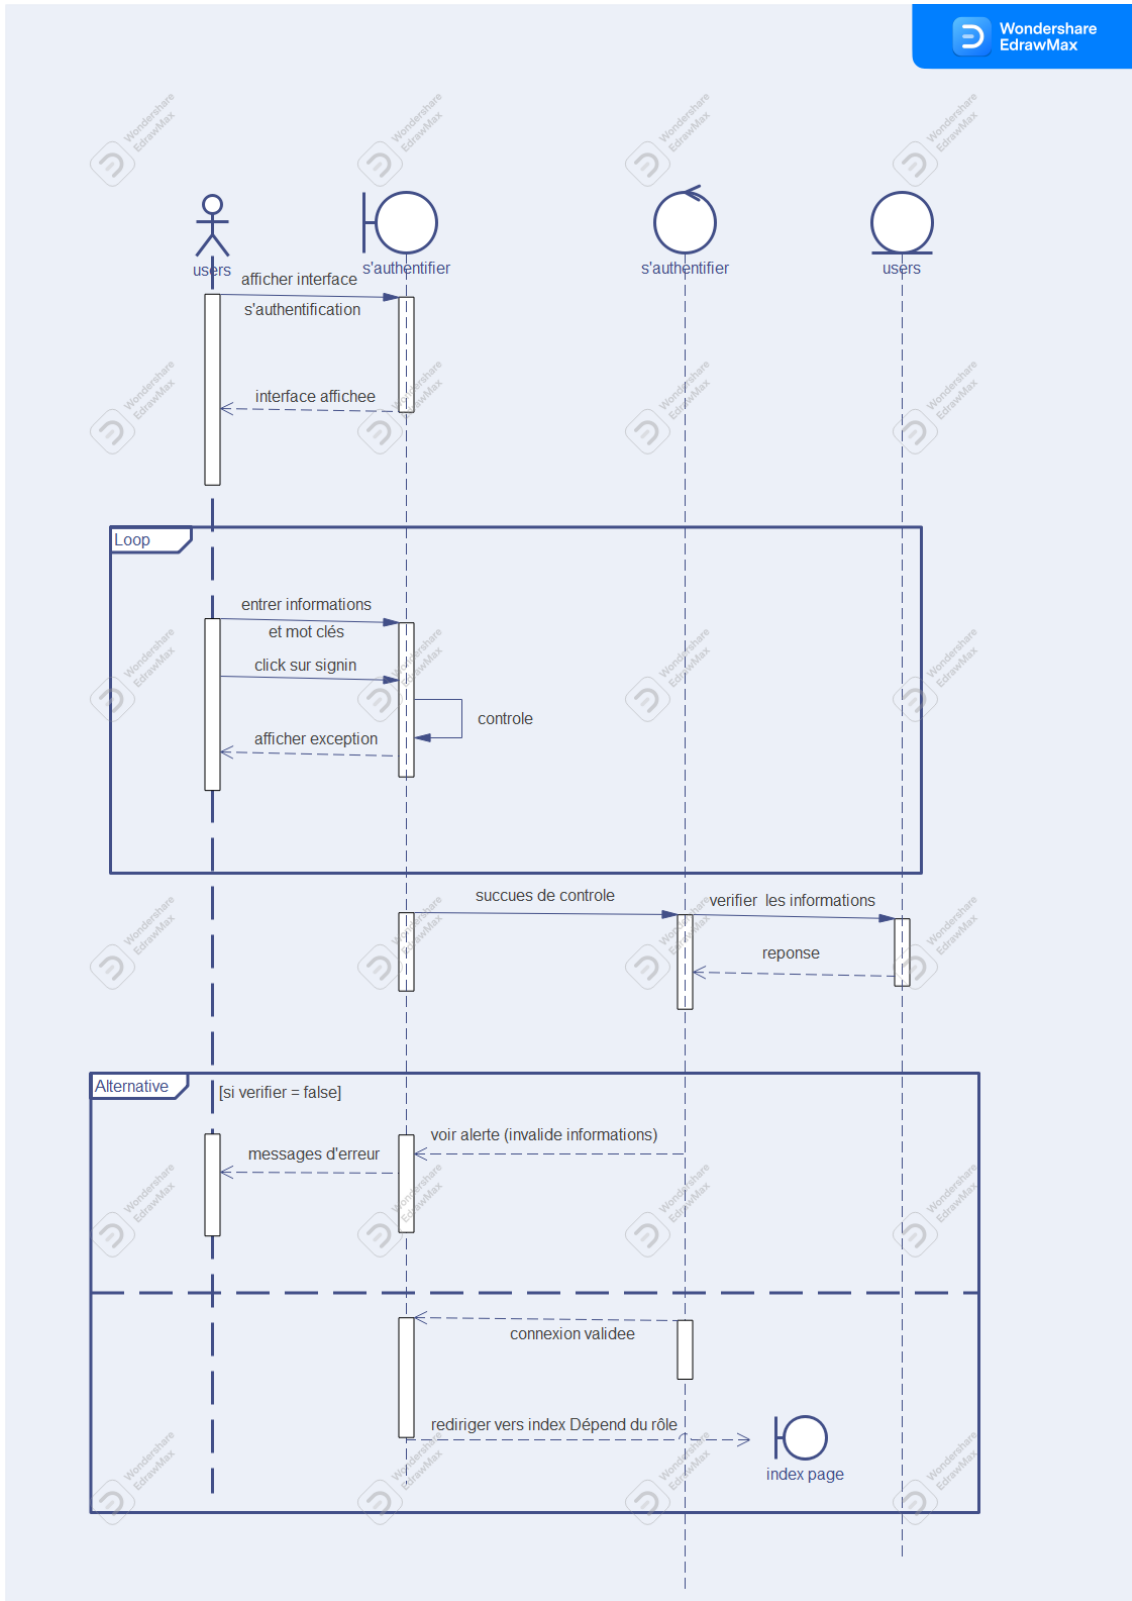 Wondershare
EdrawMax
users
s'authentifier
s'authentifier
users
afficher interface
s'authentification
interface affichee
Loop
entrer informations
et mot clés
click sur signin
controle
afficher exception
succues de controle
verifier les informations
reponse
Alternative
[si verifier = false]
voir alerte (invalide informations)
messages d'erreur
connexion validee
rediriger vers index Dépend du rôle
index page